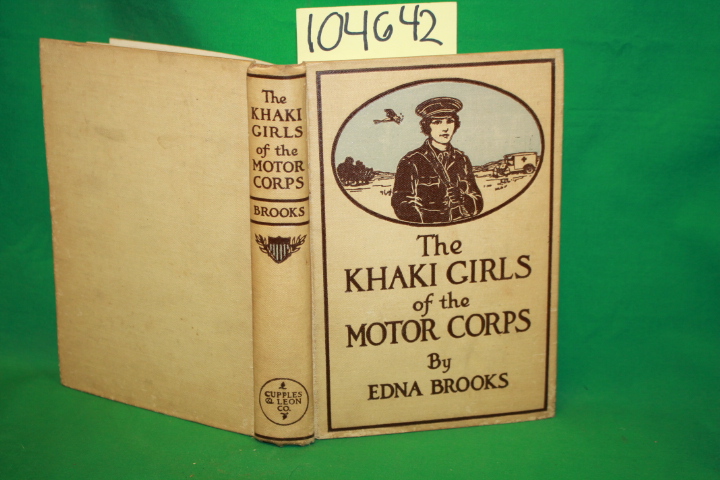 104642
The
KHAKI
GIRLS
of the
MOTOR
CORPS
BROOKS
CUPPLES
& LEON
CO.
The
KHAKI GIRLS
of the
MOTOR CORPS
By
EDNA BROOKS